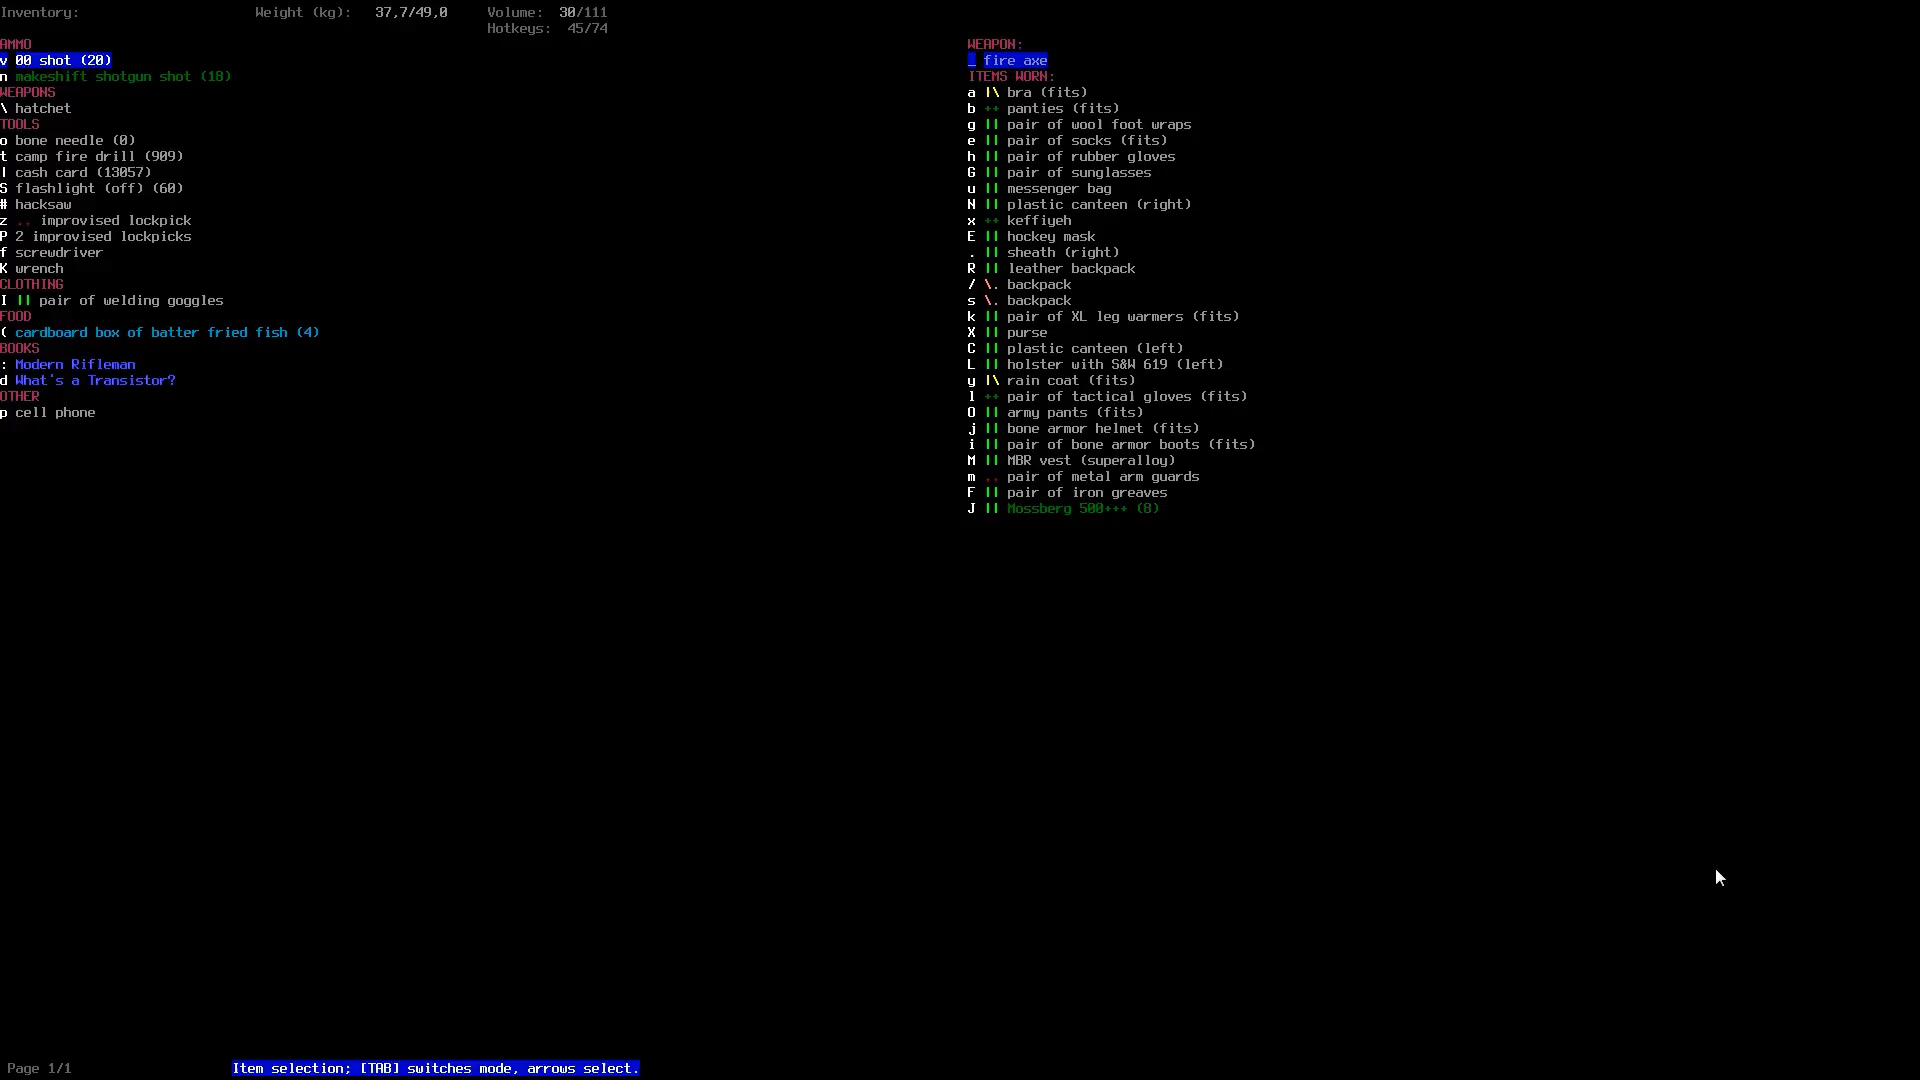 Inventory: Weight (kg): 37,7/49,0 Volume: 30/111
Hotkeys: 45/74
AMMO
v 00 shot (20)
n makeshift shotgun shot (18)
WEAPONS
\ hatchet
TOOLS
o bone needle (0)
t camp fire drill (909)
| cash card (13057)
S flashlight (off) (60)
# hacksaw
z .. improvised lockpick
P 2 improvised lockpicks
f screwdriver
K wrench
CLOTHING
I || pair of welding goggles
FOOD
( cardboard box of batter fried fish (4)
BOOKS
: Modern Rifleman
d What's a Transistor?
OTHER
p cell phone
WEAPON:
_ fire axe
ITEMS WORN:
a |\ bra (fits)
b ++ panties (fits)
g || pair of wool foot wraps
e || pair of socks (fits)
h || pair of rubber gloves
G || pair of sunglasses
u || messenger bag
N || plastic canteen (right)
x ++ keffiyeh
E || hockey mask
. || sheath (right)
R || leather backpack
/ \. backpack
s \. backpack
k || pair of XL leg warmers (fits)
X || purse
C || plastic canteen (left)
L || holster with S&W 619 (left)
y |\ rain coat (fits)
l ++ pair of tactical gloves (fits)
O || army pants (fits)
j || bone armor helmet (fits)
i || pair of bone armor boots (fits)
M || MBR vest (superalloy)
m .. pair of metal arm guards
F || pair of iron greaves
J || Mossberg 500+++ (8)
Page 1/1 Item selection; [TAB] switches mode, arrows select.